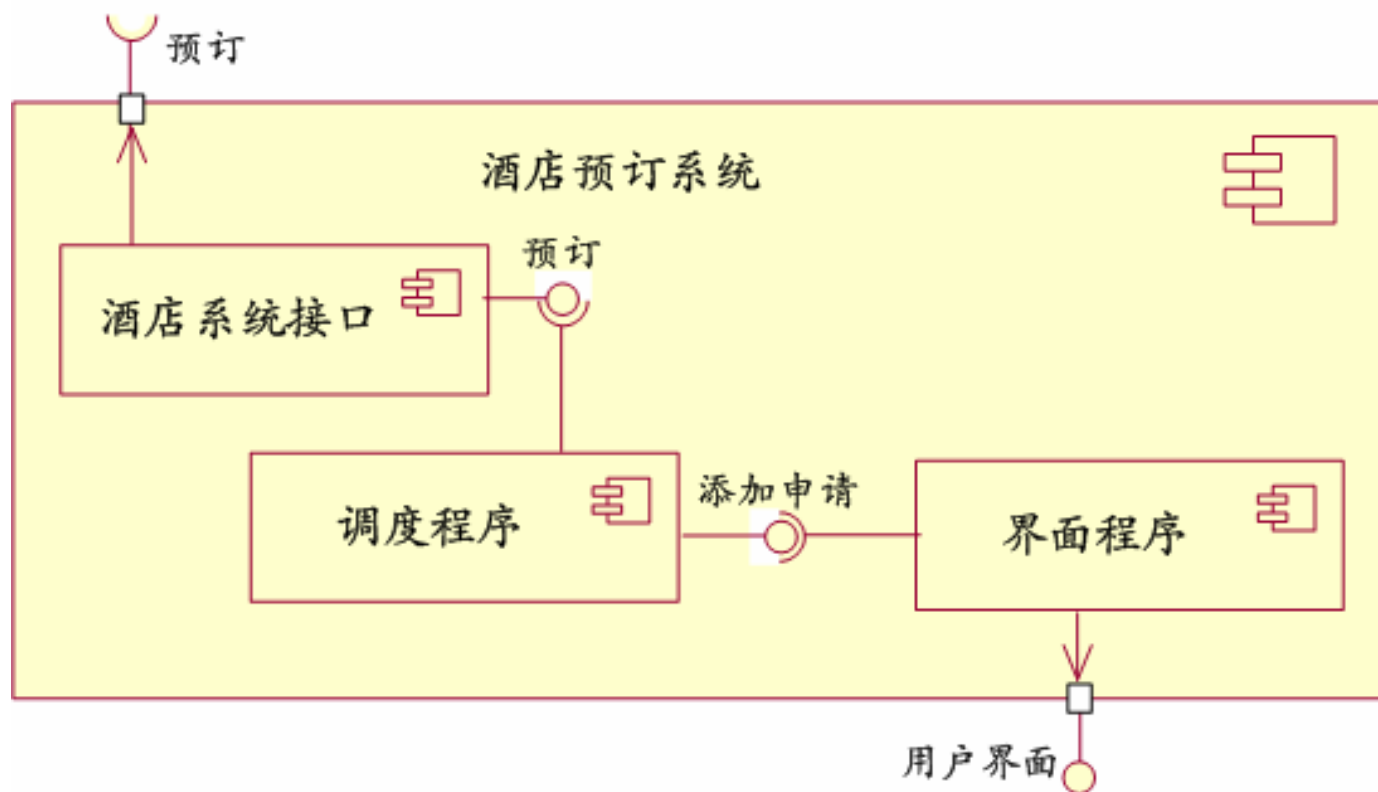 预订
酒店预订系统
预订
酒店系统接口
添加申请
调度程序
界面程序
用户界面